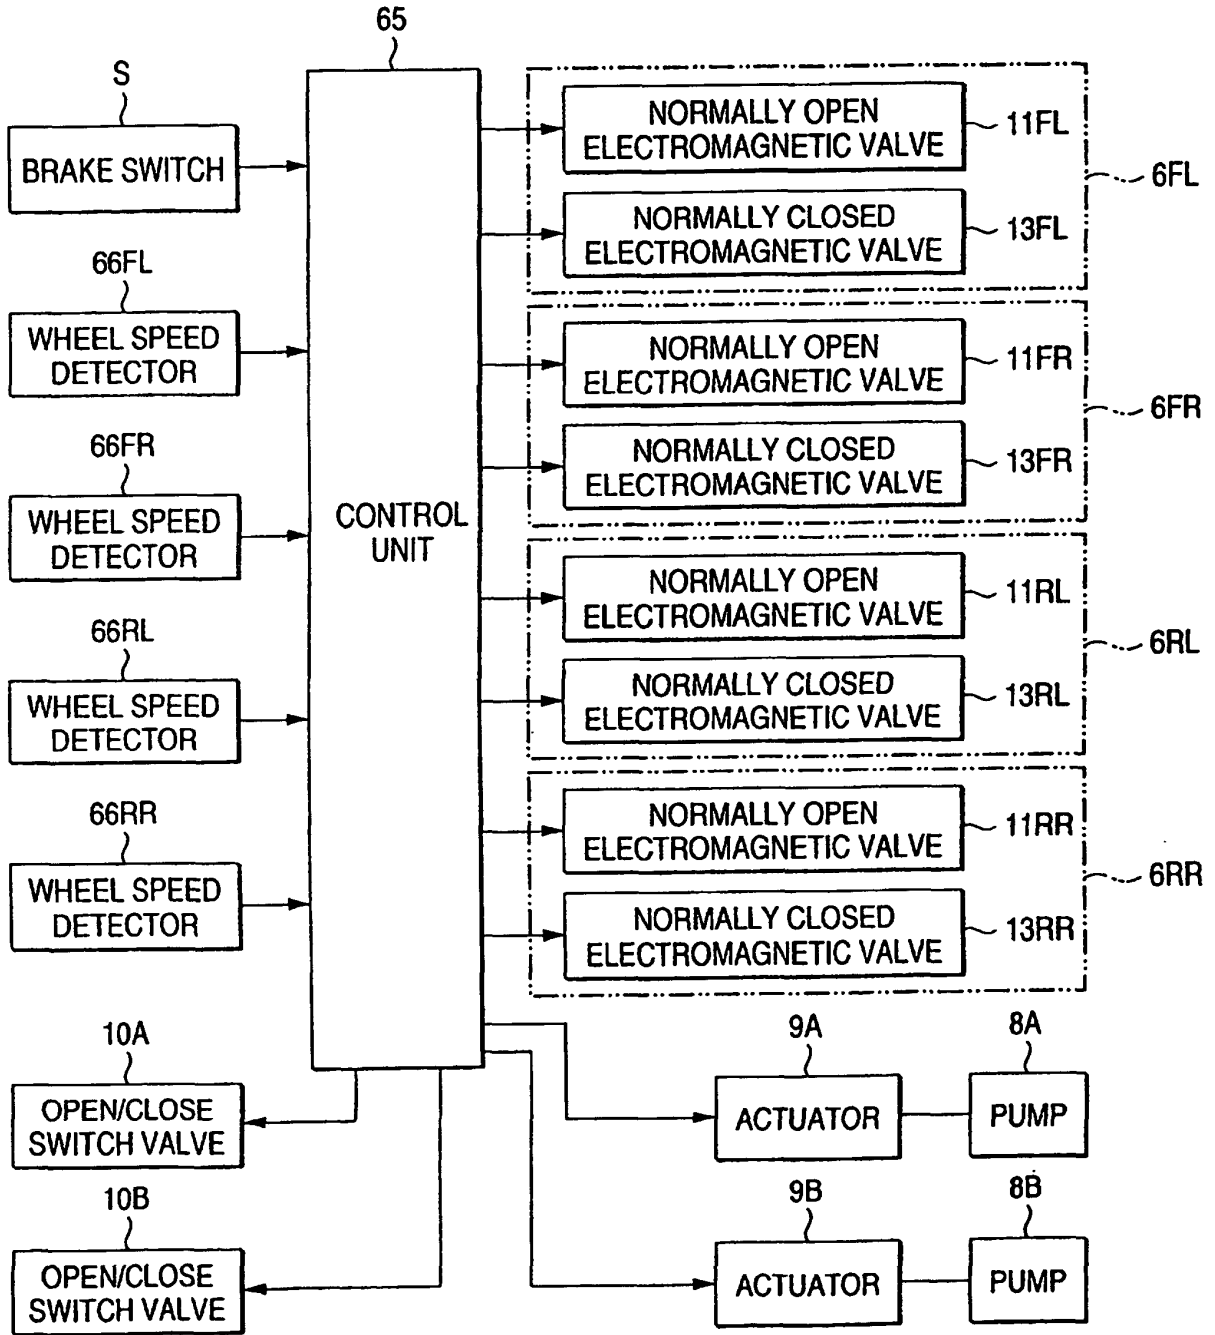 65
S
BRAKE SWITCH
66FL
WHEEL SPEED
DETECTOR
66FR
WHEEL SPEED
DETECTOR
66RL
WHEEL SPEED
DETECTOR
66RR
WHEEL SPEED
DETECTOR
CONTROL
UNIT
NORMALLY OPEN
ELECTROMAGNETIC VALVE
11FL
NORMALLY CLOSED
ELECTROMAGNETIC VALVE
13FL
6FL
NORMALLY OPEN
ELECTROMAGNETIC VALVE
11FR
NORMALLY CLOSED
ELECTROMAGNETIC VALVE
13FR
6FR
NORMALLY OPEN
ELECTROMAGNETIC VALVE
11RL
NORMALLY CLOSED
ELECTROMAGNETIC VALVE
13RL
6RL
NORMALLY OPEN
ELECTROMAGNETIC VALVE
11RR
NORMALLY CLOSED
ELECTROMAGNETIC VALVE
13RR
6RR
10A
OPEN/CLOSE
SWITCH VALVE
10B
OPEN/CLOSE
SWITCH VALVE
9A
ACTUATOR
8A
PUMP
9B
ACTUATOR
8B
PUMP